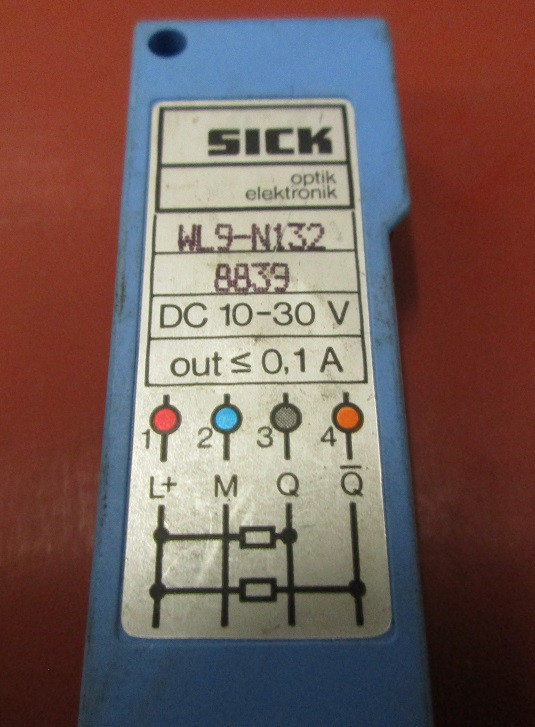 SICK
optik
elektronik
WL9-N132
8839
DC 10-30 V
out ≤ 0,1 A
1 2 3 4
L+ M Q Q̅